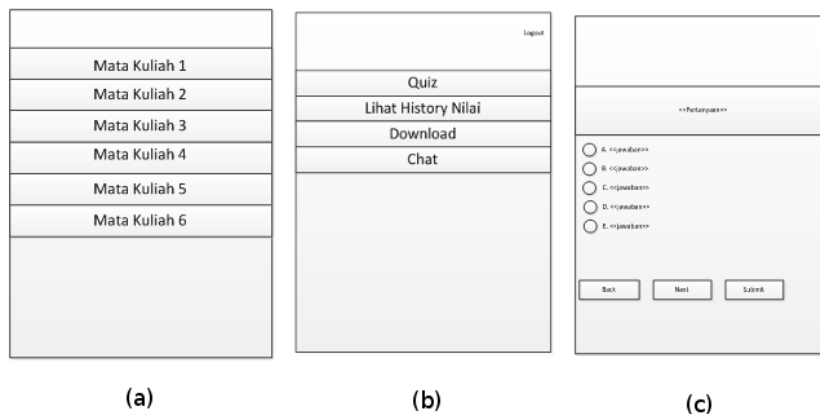 Mata Kuliah 1
Mata Kuliah 2
Mata Kuliah 3
Mata Kuliah 4
Mata Kuliah 5
Mata Kuliah 6
(a)
Logout
Quiz
Lihat History Nilai
Download
Chat
(b)
<<Pertanyaan>>
A. <<jawaban>>
B. <<jawaban>>
C. <<jawaban>>
D. <<jawaban>>
E. <<jawaban>>
Back Next Submit
(c)